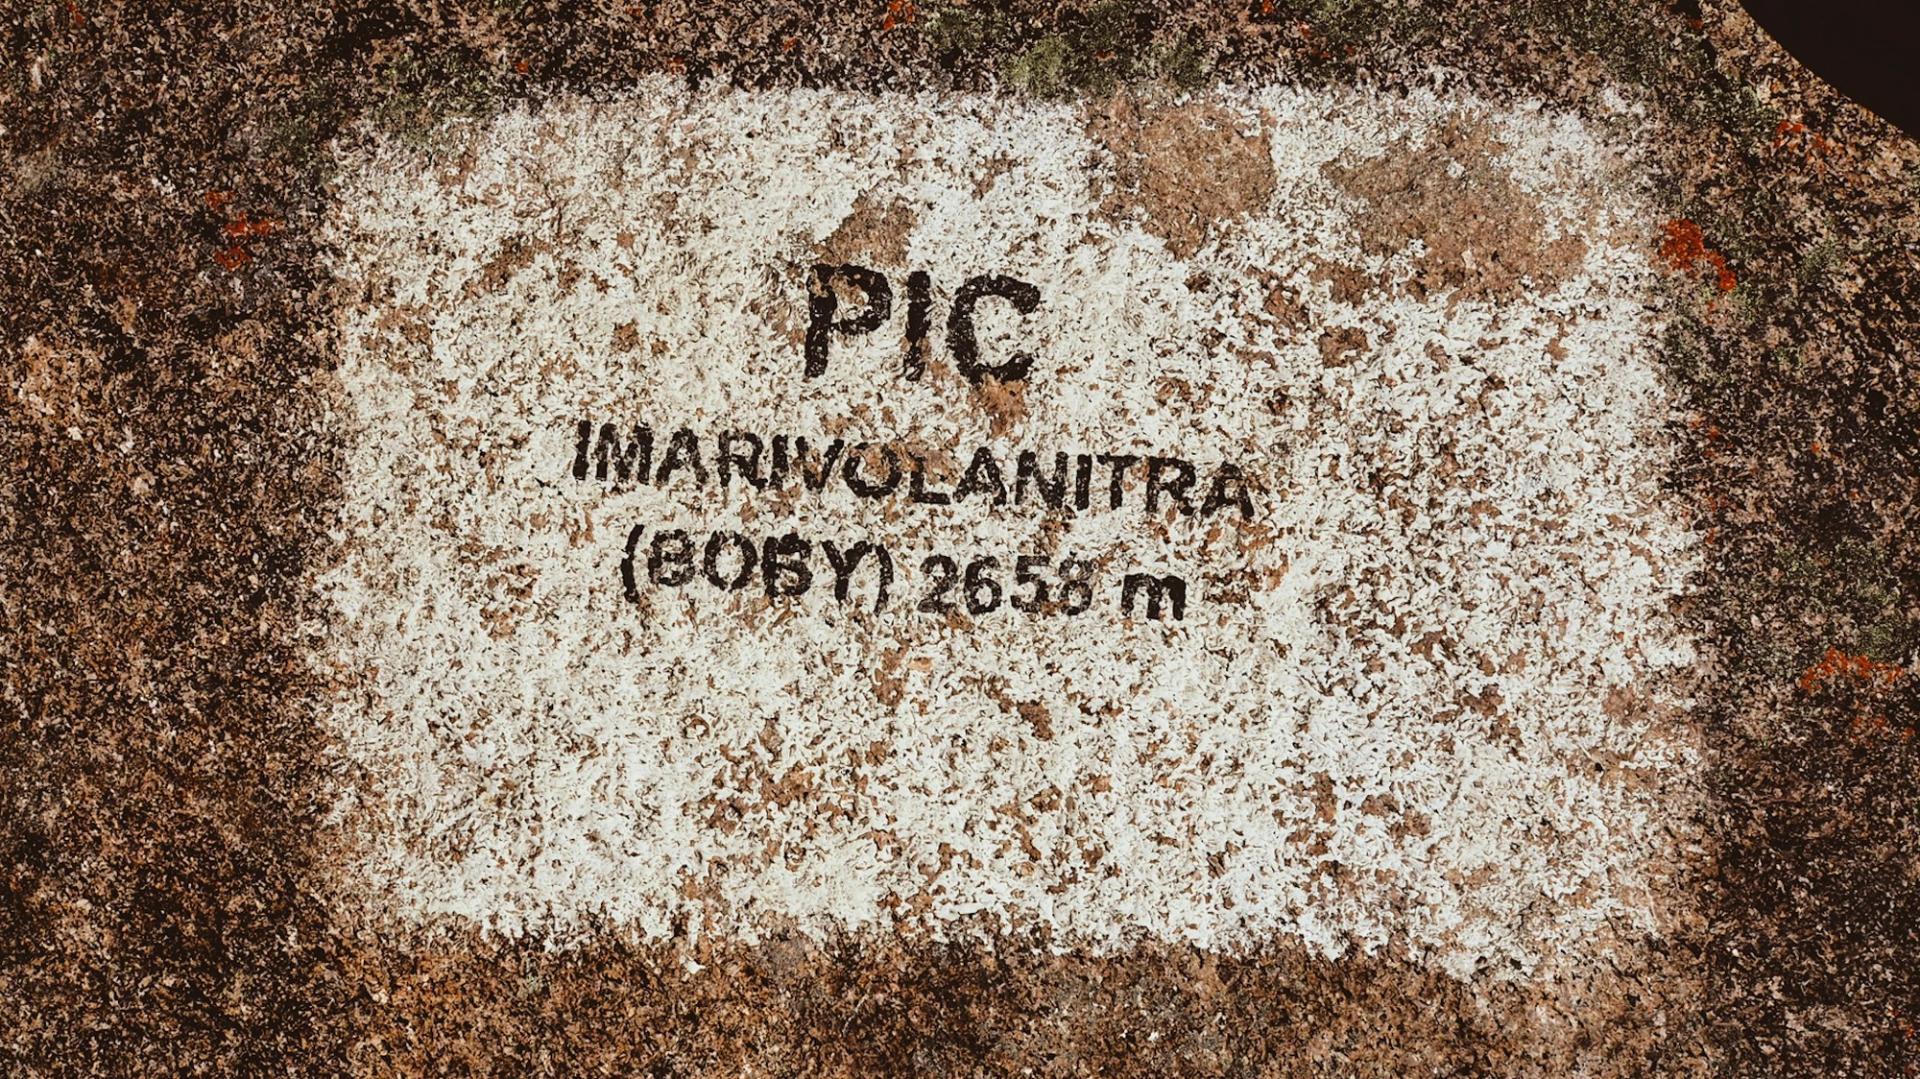 PIC
IMARIVOLANITRA
(BOBY) 2658 m